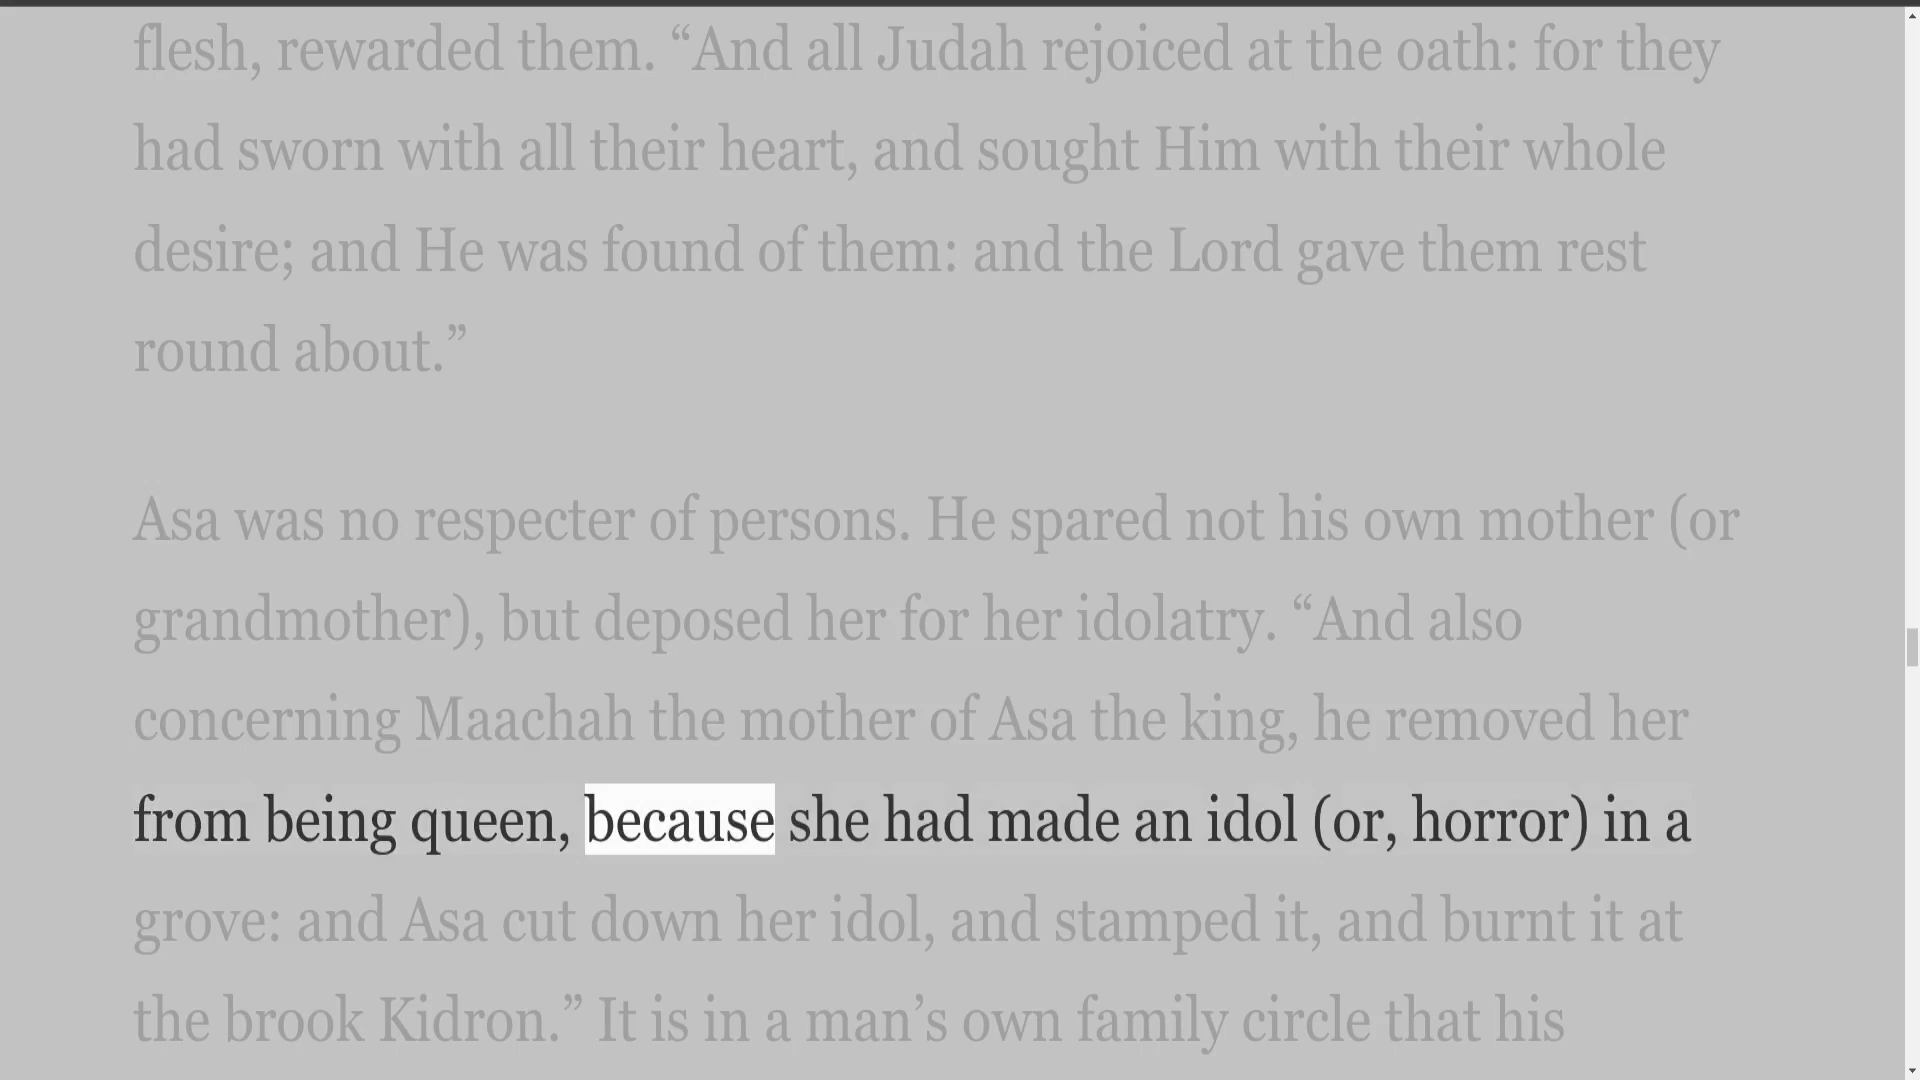 flesh, rewarded them. “And all Judah rejoiced at the oath: for they
had sworn with all their heart, and sought Him with their whole
desire; and He was found of them: and the Lord gave them rest
round about.”
Asa was no respecter of persons. He spared not his own mother (or
grandmother), but deposed her for her idolatry. “And also
concerning Maachah the mother of Asa the king, he removed her
from being queen, because she had made an idol (or, horror) in a
grove: and Asa cut down her idol, and stamped it, and burnt it at
the brook Kidron.” It is in a man’s own family circle that his